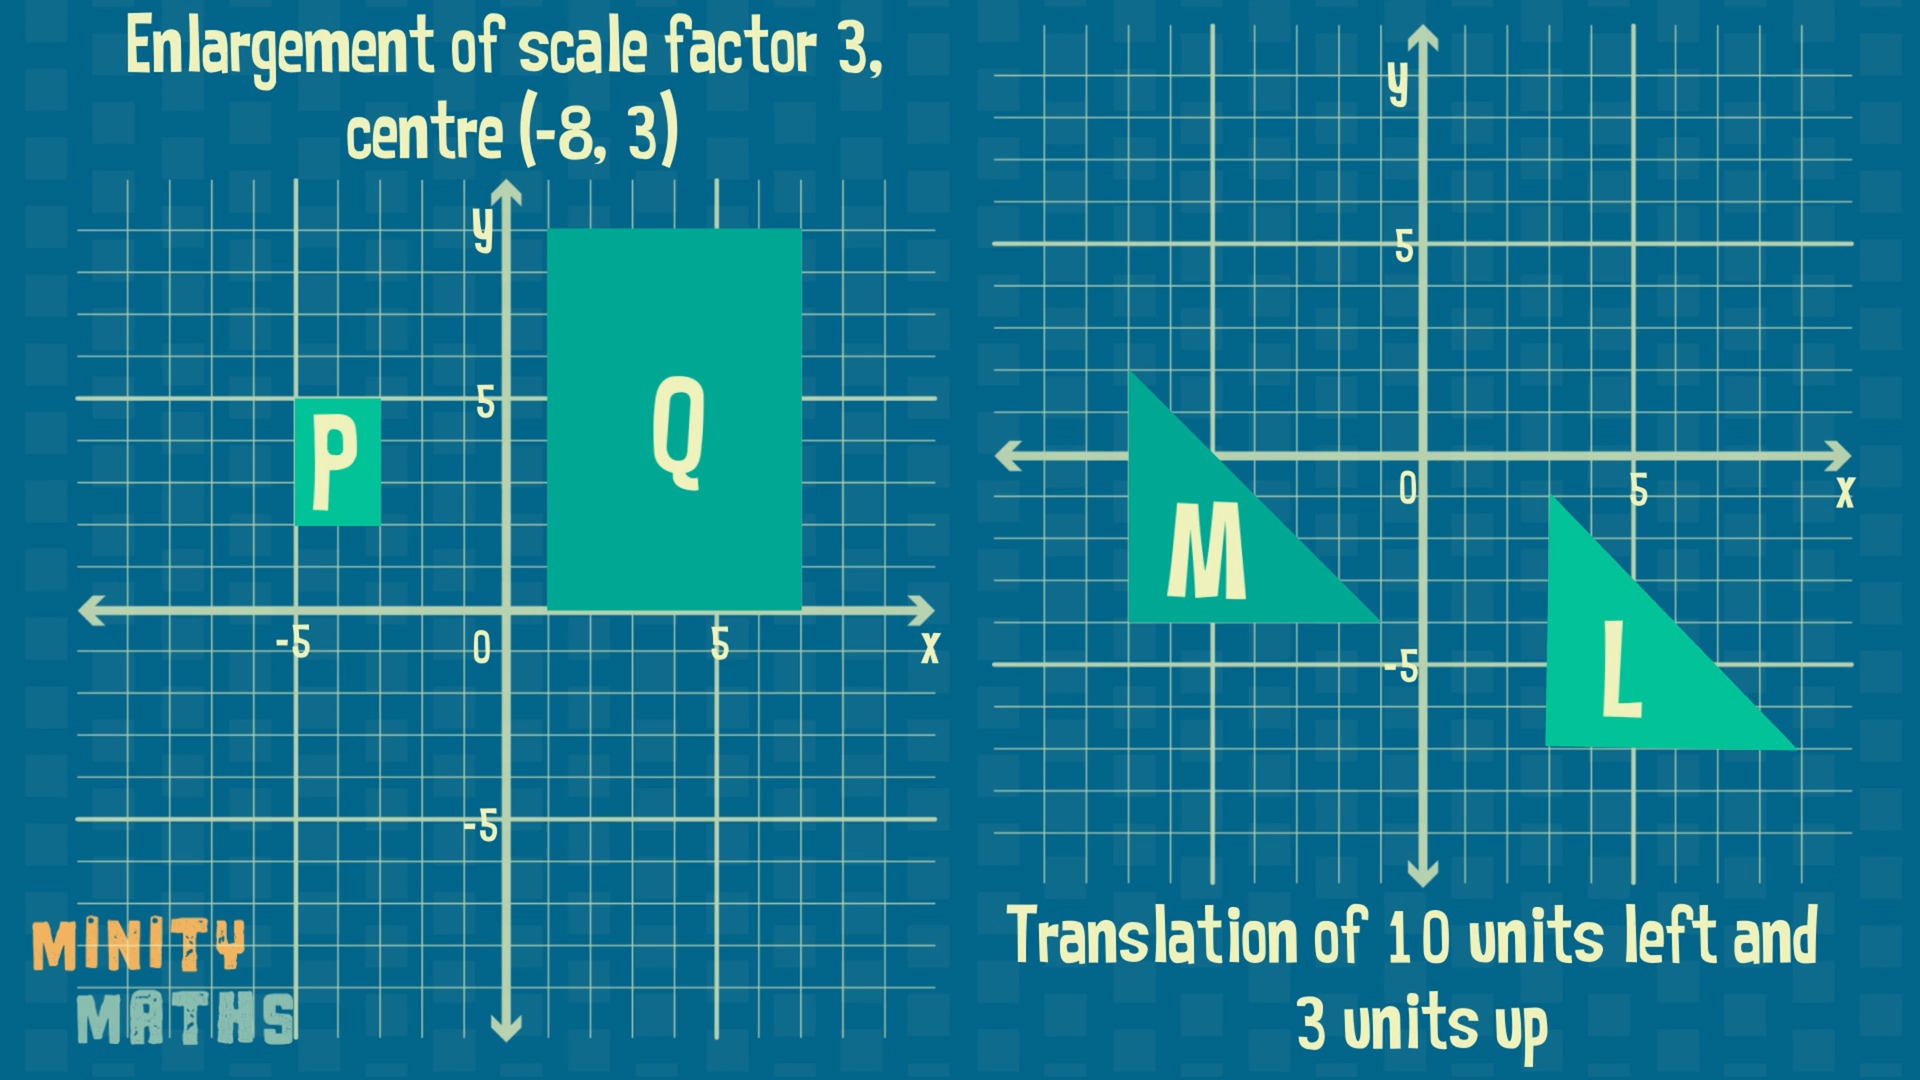 Enlargement of scale factor 3,
centre (-8, 3)
y
5
P
Q
-5
0
5
x
-5
MINITY
MATHS
y
5
0
5
x
M
-5
L
Translation of 10 units left and
3 units up